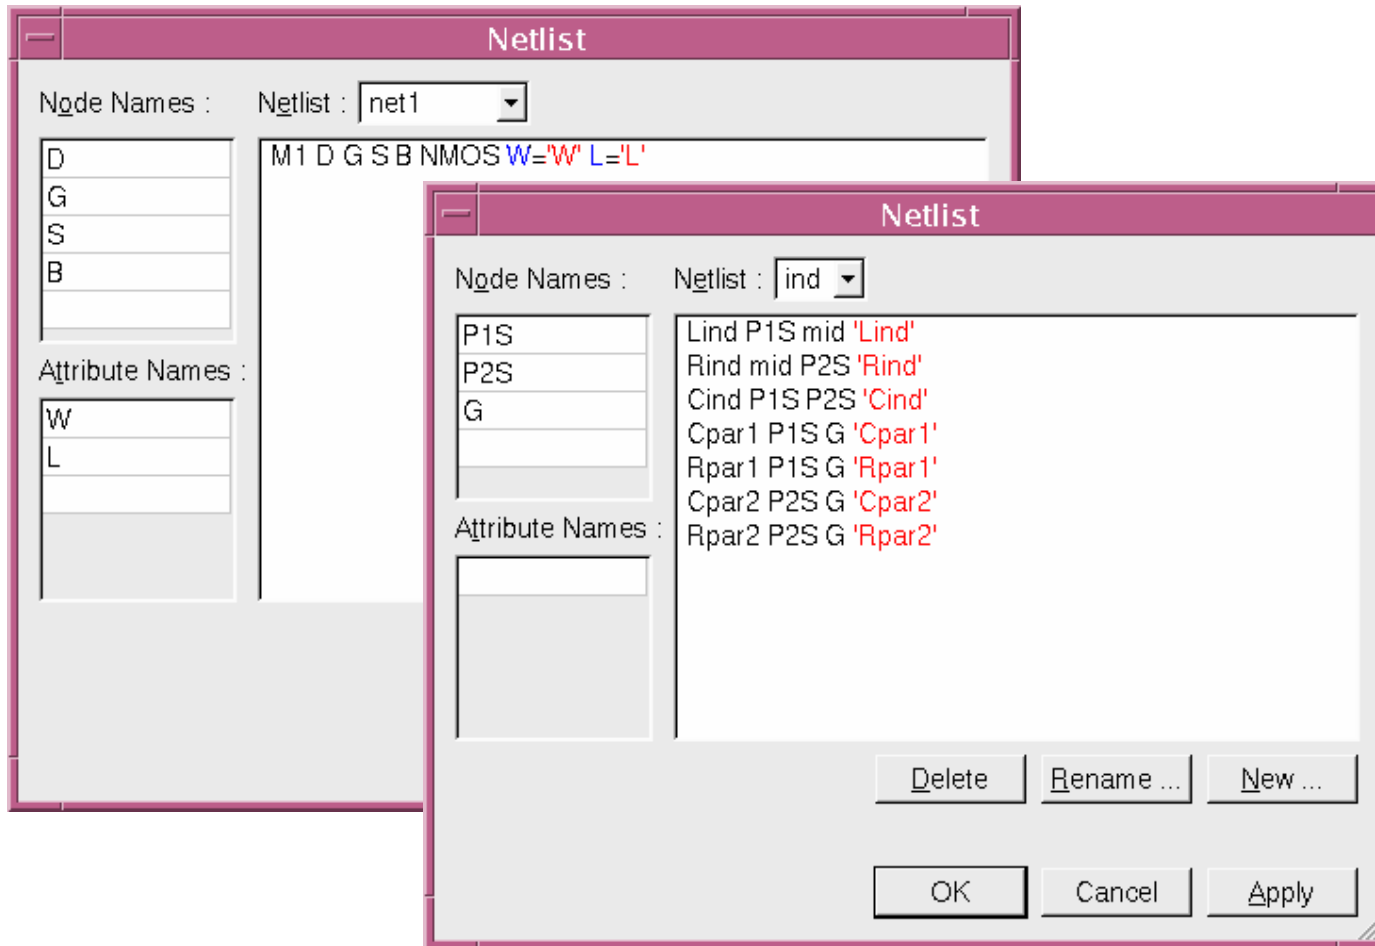 Netlist
Node Names :
Netlist : net1
D
G
S
B
M1 D G S B NMOS W='W' L='L'
Attribute Names :
W
L
Netlist
Node Names :
Netlist : ind
P1S
P2S
G
Lind P1S mid 'Lind'
Rind mid P2S 'Rind'
Cind P1S P2S 'Cind'
Cpar1 P1S G 'Cpar1'
Rpar1 P1S G 'Rpar1'
Cpar2 P2S G 'Cpar2'
Rpar2 P2S G 'Rpar2'
Attribute Names :
Delete
Rename ...
New ...
OK
Cancel
Apply